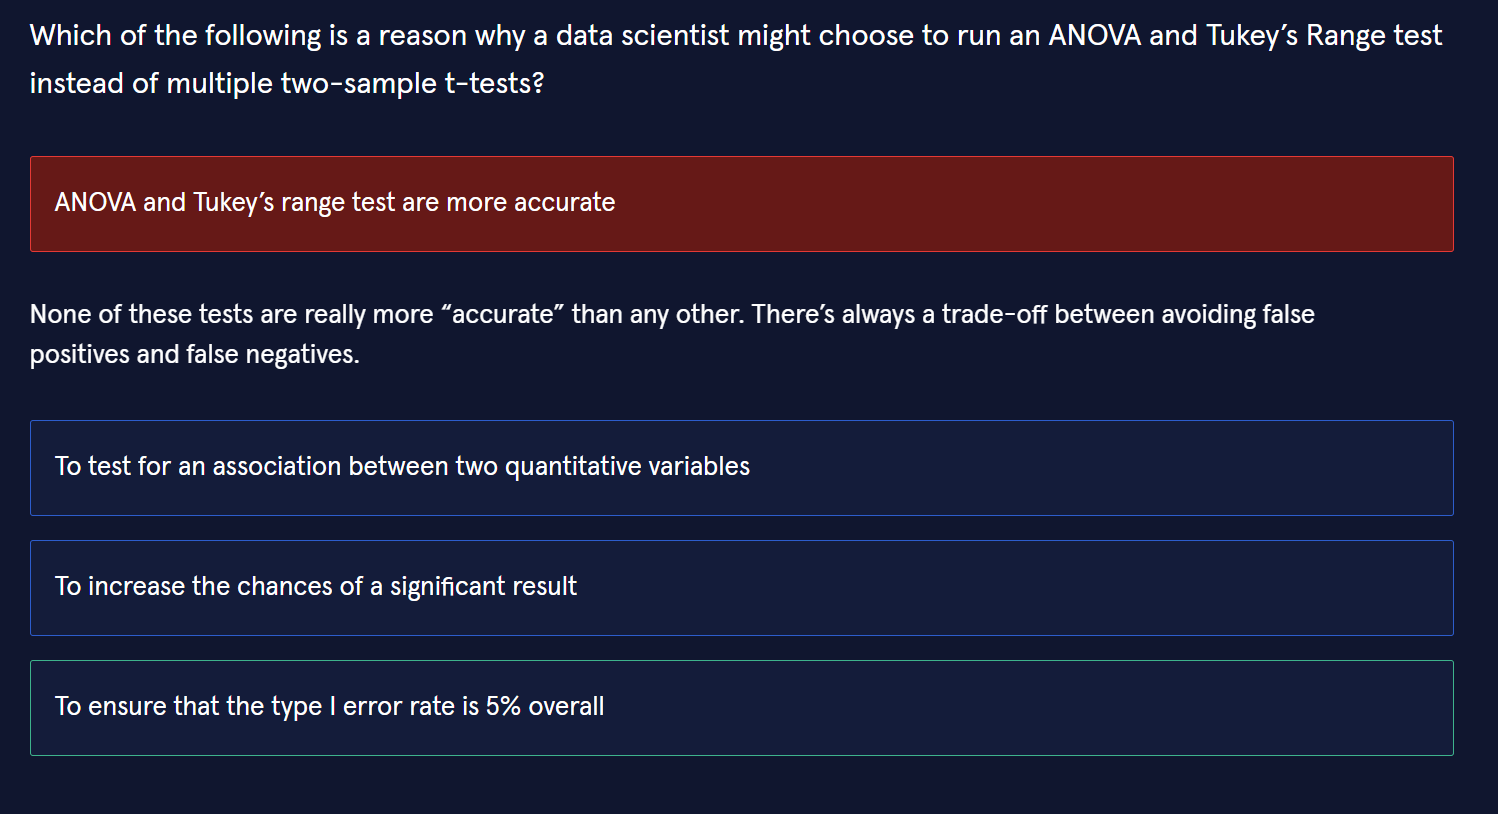 Which of the following is a reason why a data scientist might choose to run an ANOVA and Tukey’s Range test
instead of multiple two-sample t-tests?
ANOVA and Tukey’s range test are more accurate
None of these tests are really more “accurate” than any other. There’s always a trade-off between avoiding false
positives and false negatives.
To test for an association between two quantitative variables
To increase the chances of a significant result
To ensure that the type I error rate is 5% overall